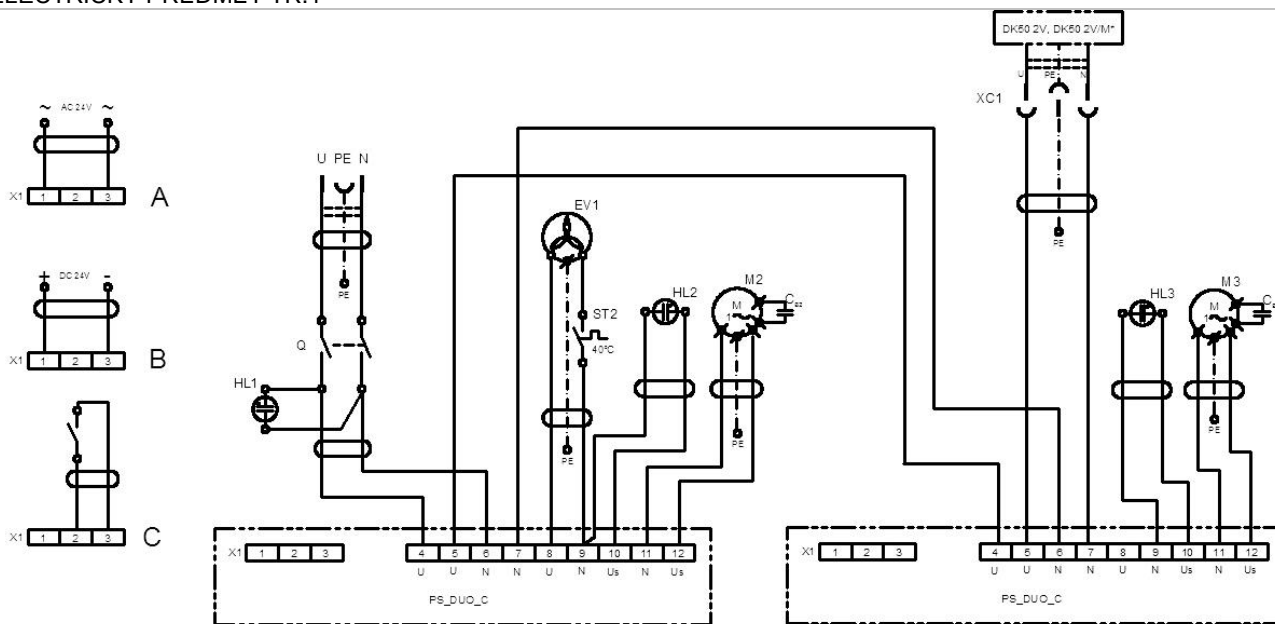 DK50 2V, DK50 2V/M*
U PE N
XC1
~ AC 24V ~
X1 1 2 3 A
U PE N
PE
EV1
PE
+ DC 24V -
X1 1 2 3 B
Q
HL1
ST2
40°C
HL2
M2
M
1~
PE
PE
HL3
M3
M
1~
PE
X1 1 2 3 C
X1 1 2 3
4 5 6 7 8 9 10 11 12
U U N N U N Us N Us
PS_DUO_C
X1 1 2 3
4 5 6 7 8 9 10 11 12
U U N N U N Us N Us
PS_DUO_C